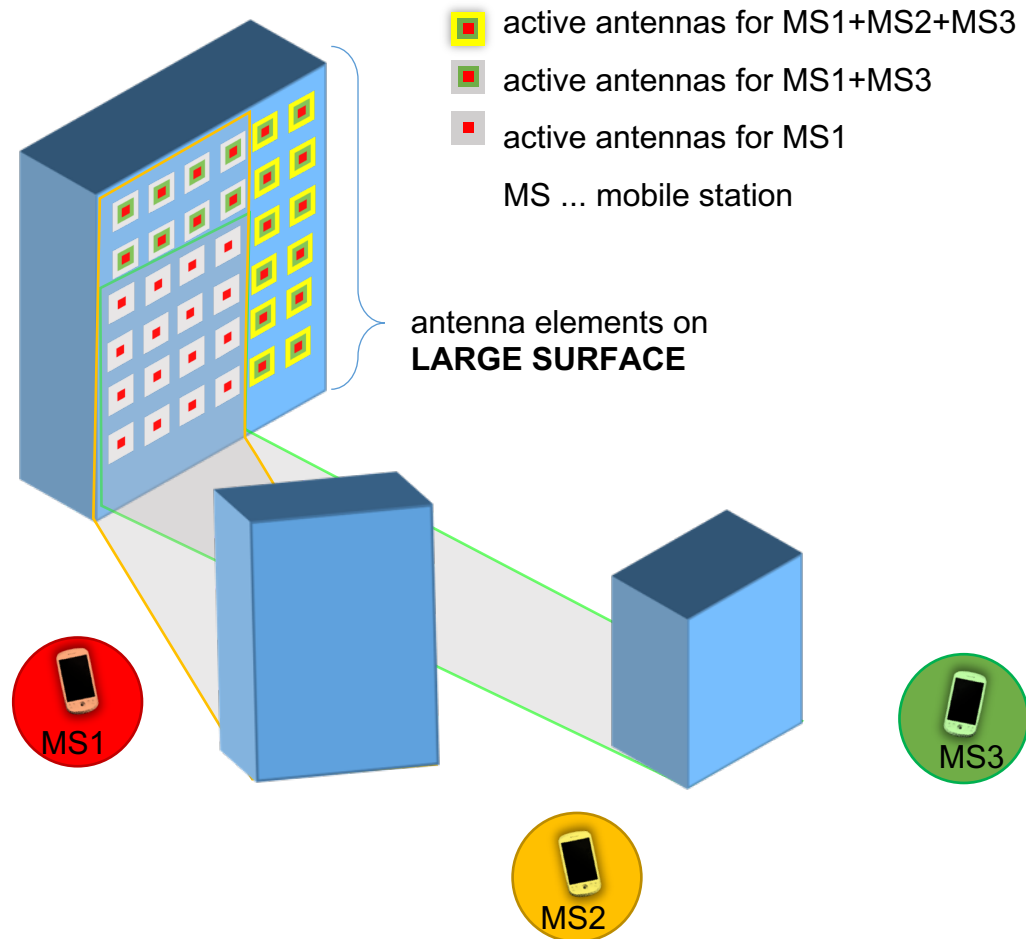 active antennas for MS1+MS2+MS3
active antennas for MS1+MS3
active antennas for MS1
MS ... mobile station
antenna elements on
LARGE SURFACE
MS1
MS3
MS2